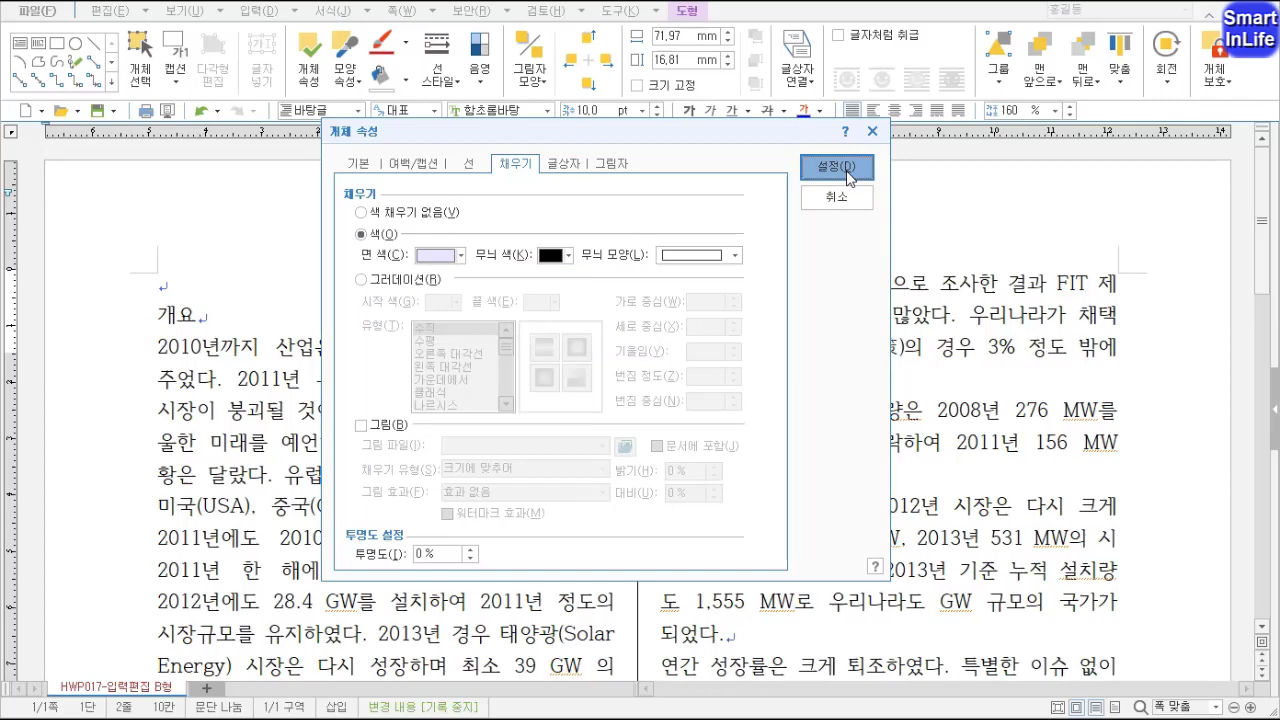 파일(F) 편집(E) 보기(U) 입력(D) 서식(J) 쪽(W) 보안(R) 검토(H) 도구(K) 도형 홍길동
Smart
InLife
개체
선택
캡션
다각형
편집
글자
개체
속성
모양
속성
선
스타일
음영
그림자
모양
71,97 mm
16,81 mm
크기 고정
글상자
연결
글자처럼 취급
그룹
맨
앞으로
맨
뒤로
맞춤
회전
개체
보호
바탕글 대표 함초롬바탕 10,0 pt 가 가 가 가 가 160 %
개체 속성
기본 여백/캡션 선 채우기 글상자 그림자
설정(D)
취소
채우기
색 채우기 없음(V)
색(O)
면 색(C): 무늬 색(K): 무늬 모양(L):
그러데이션(R)
시작 색(G): 끝 색(E): 가로 중심(W):
유형(T): 수직 세로 중심(X):
수평
오른쪽 대각선
왼쪽 대각선
가운데에서
클래식
나르시스
기울임(Y):
번짐 정도(Z):
번짐 중심(N):
그림(B)
그림 파일(I): 문서에 포함(J)
채우기 유형(S): 크기에 맞추어 밝기(H): 0 %
그림 효과(F): 효과 없음 대비(U): 0 %
워터마크 효과(M)
투명도 설정
투명도(I): 0 %
개요
2010년까지 산업은
주었다. 2011년
시장이 붕괴될 것
울한 미래를 예언
황은 달랐다. 유럽
미국(USA), 중국(
2011년에도 2010
2011년 한 해에
2012년에도 28.4 GW를 설치하여 2011년 정도의
시장규모를 유지하였다. 2013년 경우 태양광(Solar
Energy) 시장은 다시 성장하며 최소 39 GW 의
으로 조사한 결과 FIT 제
많았다. 우리나라가 채택
)의 경우 3% 정도 밖에
량은 2008년 276 MW를
락하여 2011년 156 MW
012년 시장은 다시 크게
W, 2013년 531 MW의 시
2013년 기준 누적 설치량
도 1,555 MW로 우리나라도 GW 규모의 국가가
되었다.
연간 성장률은 크게 퇴조하였다. 특별한 이슈 없이
HWP017-입력편집 B형
1/1쪽 1단 2줄 10칸 문단 나눔 1/1 구역 삽입 변경 내용 [기록 중지] 폭 맞춤